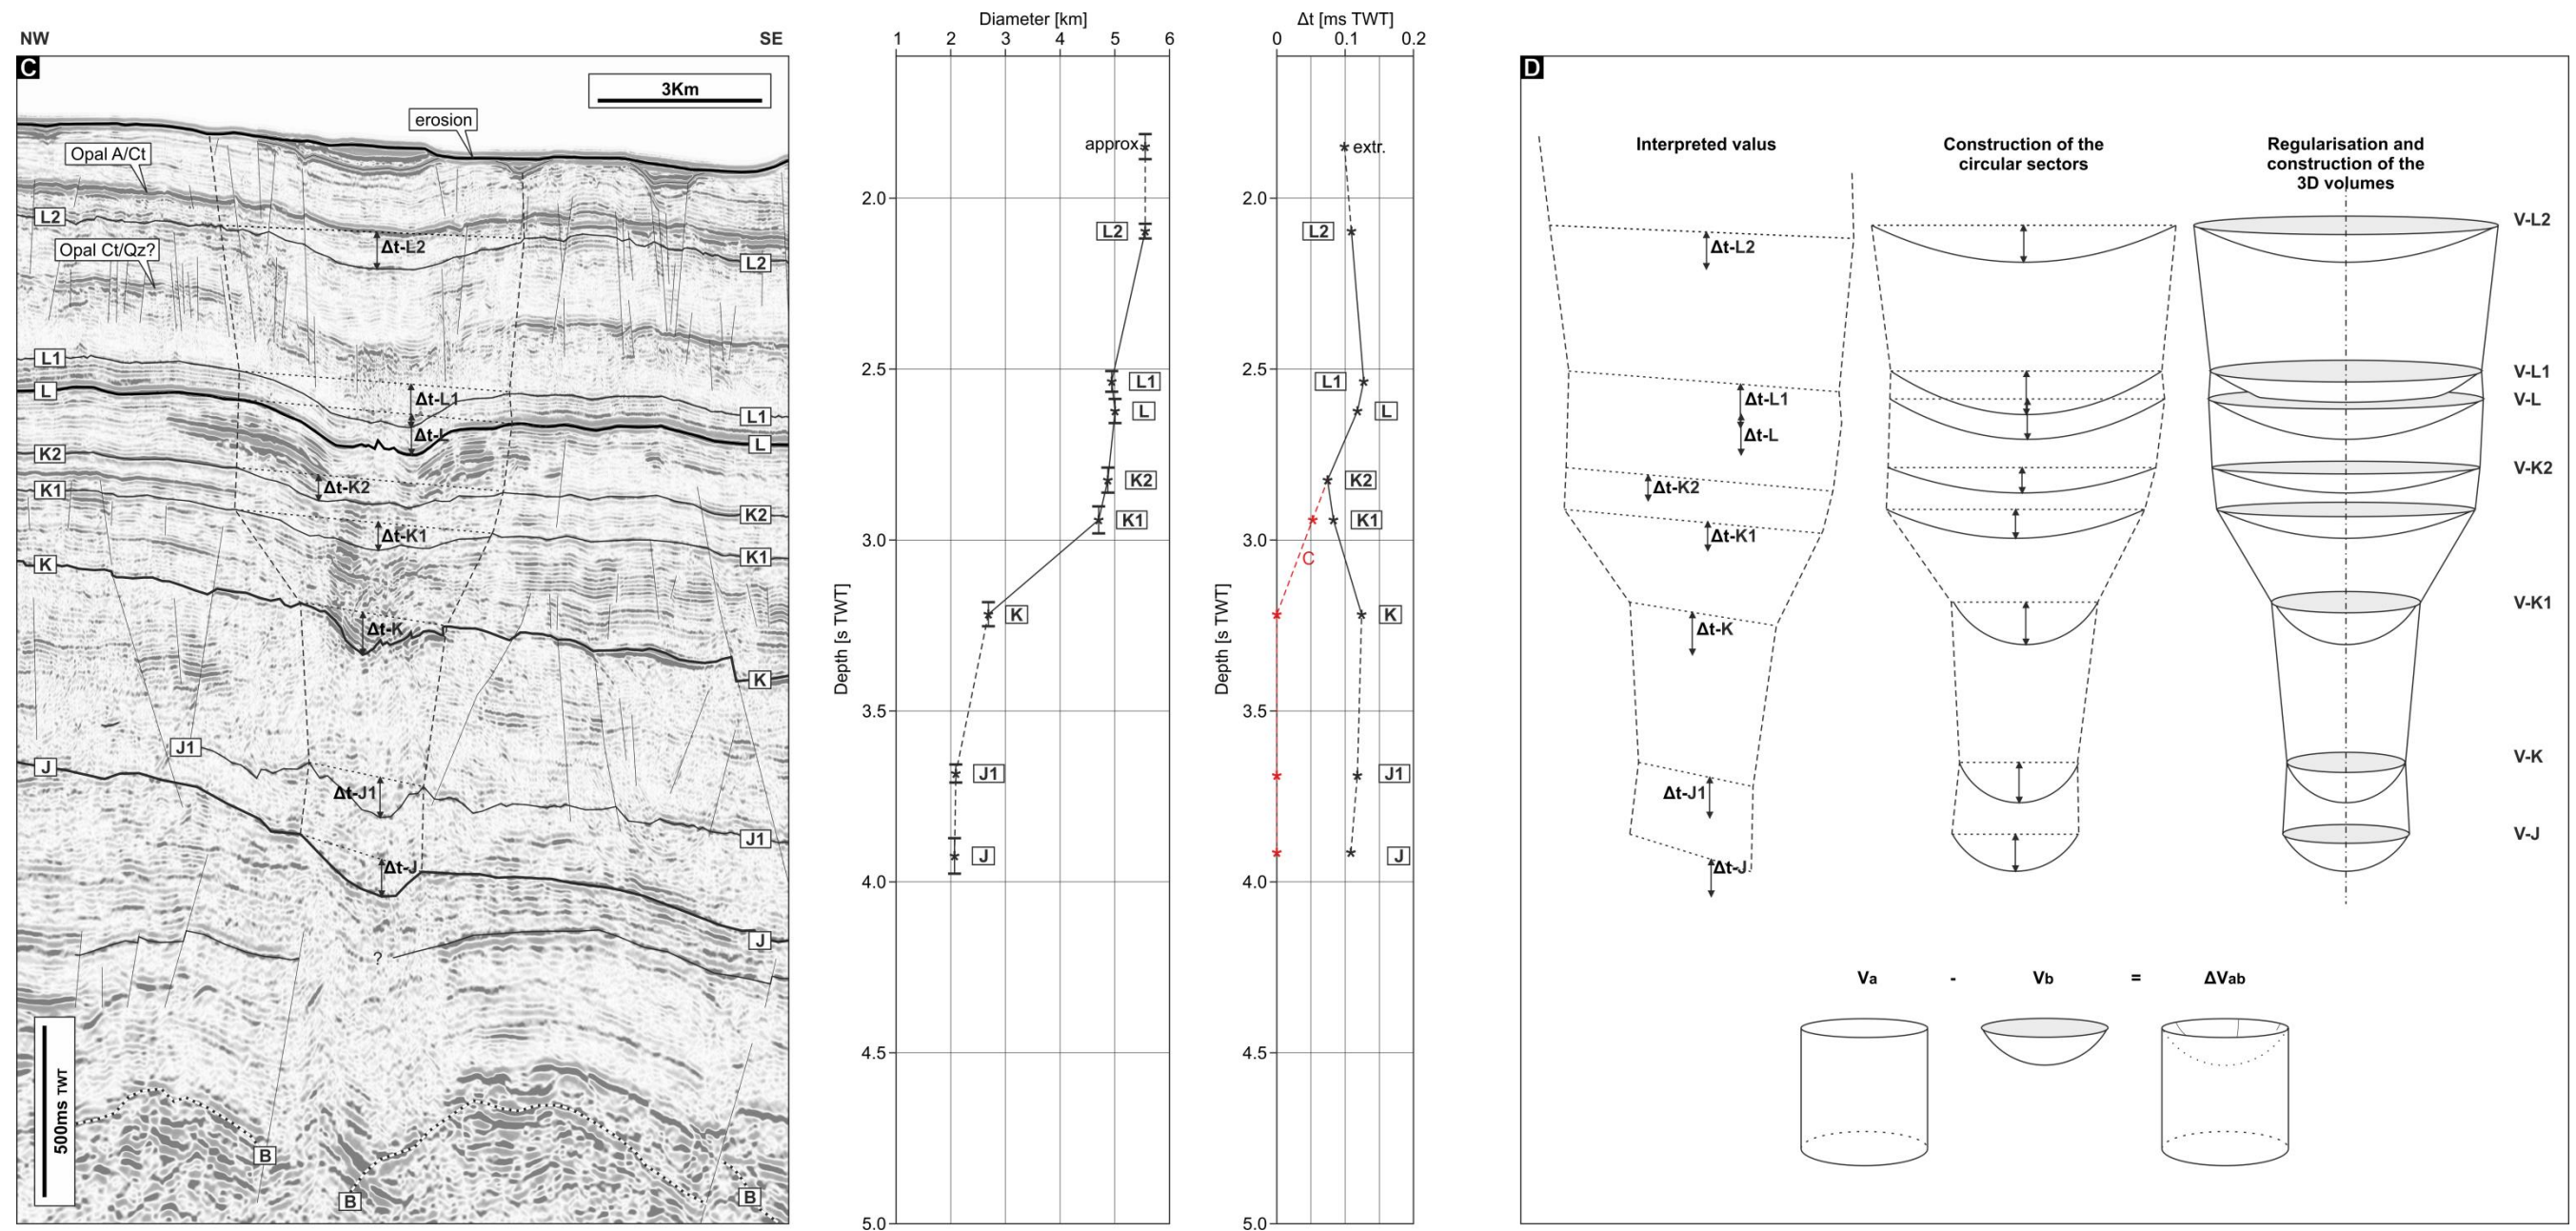 NW
SE
C
3Km
erosion
Opal A/Ct
L2
Δt-L2
Opal Ct/Qz?
L2
L1
L
Δt-L1
L1
Δt-L
L
K2
Δt-K2
K1
K2
Δt-K1
K1
K
Δt-K
K
J1
J
Δt-J1
J1
Δt-J
J
?
500ms TWT
B
B
B
Diameter [km]
1 2 3 4 5 6
approx.
2.0
L2
2.5
L1
L
K2
K1
3.0
K
Depth [s TWT]
3.5
J1
J
4.0
4.5
5.0
Δt [ms TWT]
0 0.1 0.2
extr.
2.0
L2
2.5
L1
L
K2
K1
3.0
C
K
Depth [s TWT]
3.5
J1
J
4.0
4.5
5.0
D
Interpreted valus
Δt-L2
Δt-L1
Δt-L
Δt-K2
Δt-K1
Δt-K
Δt-J1
Δt-J
Construction of the
circular sectors
Regularisation and
construction of the
3D volumes
V-L2
V-L1
V-L
V-K2
V-K1
V-K
V-J
Va - Vb = ΔVab